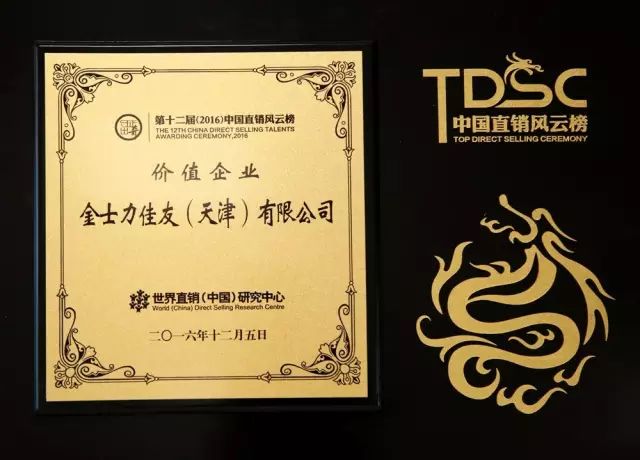 第十二届(2016)中国直销风云榜
THE 12TH CHINA DIRECT SELLING TALENTS
AWARDING CEREMONY,2016
价值企业
金士力佳友（天津）有限公司
世界直销（中国）研究中心
World (China) Direct Selling Research Centre
二〇一六年十二月五日
TDSC
中国直销风云榜
TOP DIRECT SELLING CEREMONY